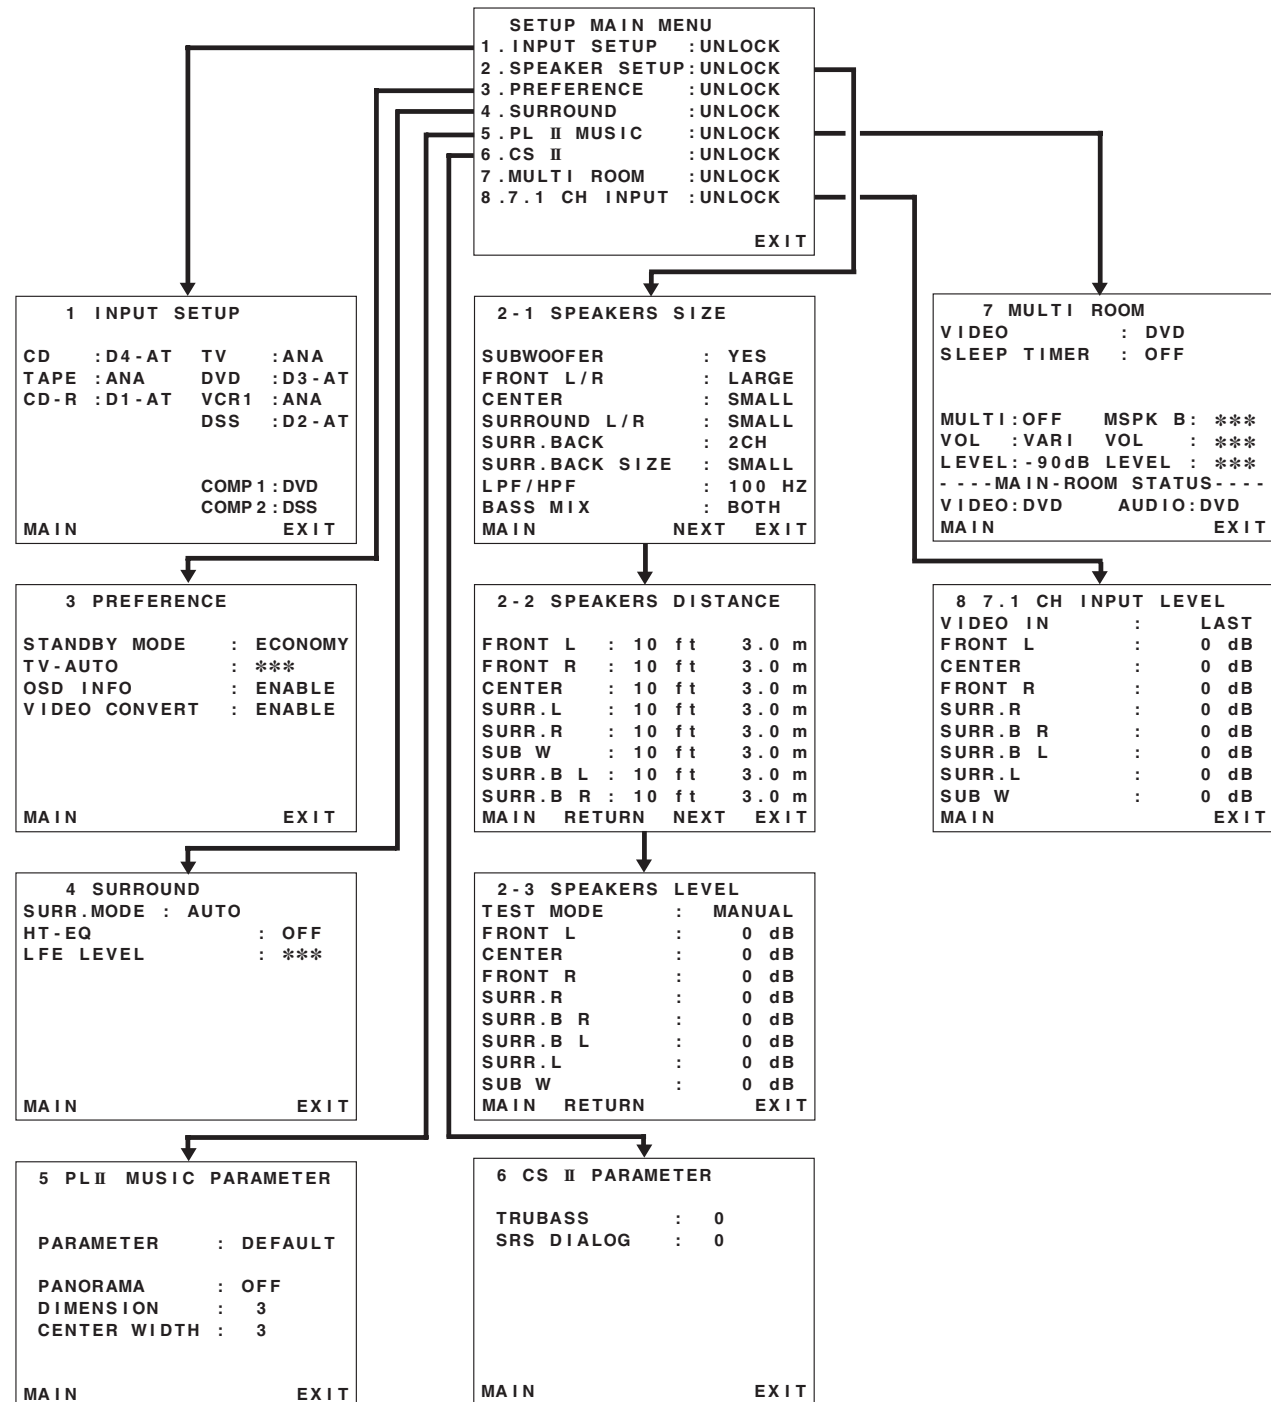 SETUP MAIN MENU
1.INPUT SETUP :UNLOCK
2.SPEAKER SETUP:UNLOCK
3.PREFERENCE :UNLOCK
4.SURROUND :UNLOCK
5.PL Ⅱ MUSIC :UNLOCK
6.CS Ⅱ :UNLOCK
7.MULTI ROOM :UNLOCK
8.7.1 CH INPUT :UNLOCK
EXIT
1 INPUT SETUP
CD :D4-AT TV :ANA
TAPE :ANA DVD :D3-AT
CD-R :D1-AT VCR1 :ANA
DSS :D2-AT
COMP1:DVD
COMP2:DSS
MAIN EXIT
2-1 SPEAKERS SIZE
SUBWOOFER : YES
FRONT L/R : LARGE
CENTER : SMALL
SURROUND L/R : SMALL
SURR.BACK : 2CH
SURR.BACK SIZE : SMALL
LPF/HPF : 100 HZ
BASS MIX : BOTH
MAIN NEXT EXIT
7 MULTI ROOM
VIDEO : DVD
SLEEP TIMER : OFF
MULTI:OFF MSPK B: ***
VOL :VARI VOL : ***
LEVEL:-90dB LEVEL : ***
----MAIN-ROOM STATUS----
VIDEO:DVD AUDIO:DVD
MAIN EXIT
3 PREFERENCE
STANDBY MODE : ECONOMY
TV-AUTO : ***
OSD INFO : ENABLE
VIDEO CONVERT : ENABLE
MAIN EXIT
2-2 SPEAKERS DISTANCE
FRONT L : 10 ft 3.0 m
FRONT R : 10 ft 3.0 m
CENTER : 10 ft 3.0 m
SURR.L : 10 ft 3.0 m
SURR.R : 10 ft 3.0 m
SUB W : 10 ft 3.0 m
SURR.B L : 10 ft 3.0 m
SURR.B R : 10 ft 3.0 m
MAIN RETURN NEXT EXIT
8 7.1 CH INPUT LEVEL
VIDEO IN : LAST
FRONT L : 0 dB
CENTER : 0 dB
FRONT R : 0 dB
SURR.R : 0 dB
SURR.B R : 0 dB
SURR.B L : 0 dB
SURR.L : 0 dB
SUB W : 0 dB
MAIN EXIT
4 SURROUND
SURR.MODE : AUTO
HT-EQ : OFF
LFE LEVEL : ***
MAIN EXIT
2-3 SPEAKERS LEVEL
TEST MODE : MANUAL
FRONT L : 0 dB
CENTER : 0 dB
FRONT R : 0 dB
SURR.R : 0 dB
SURR.B R : 0 dB
SURR.B L : 0 dB
SURR.L : 0 dB
SUB W : 0 dB
MAIN RETURN EXIT
5 PLⅡ MUSIC PARAMETER
PARAMETER : DEFAULT
PANORAMA : OFF
DIMENSION : 3
CENTER WIDTH : 3
MAIN EXIT
6 CS Ⅱ PARAMETER
TRUBASS : 0
SRS DIALOG : 0
MAIN EXIT